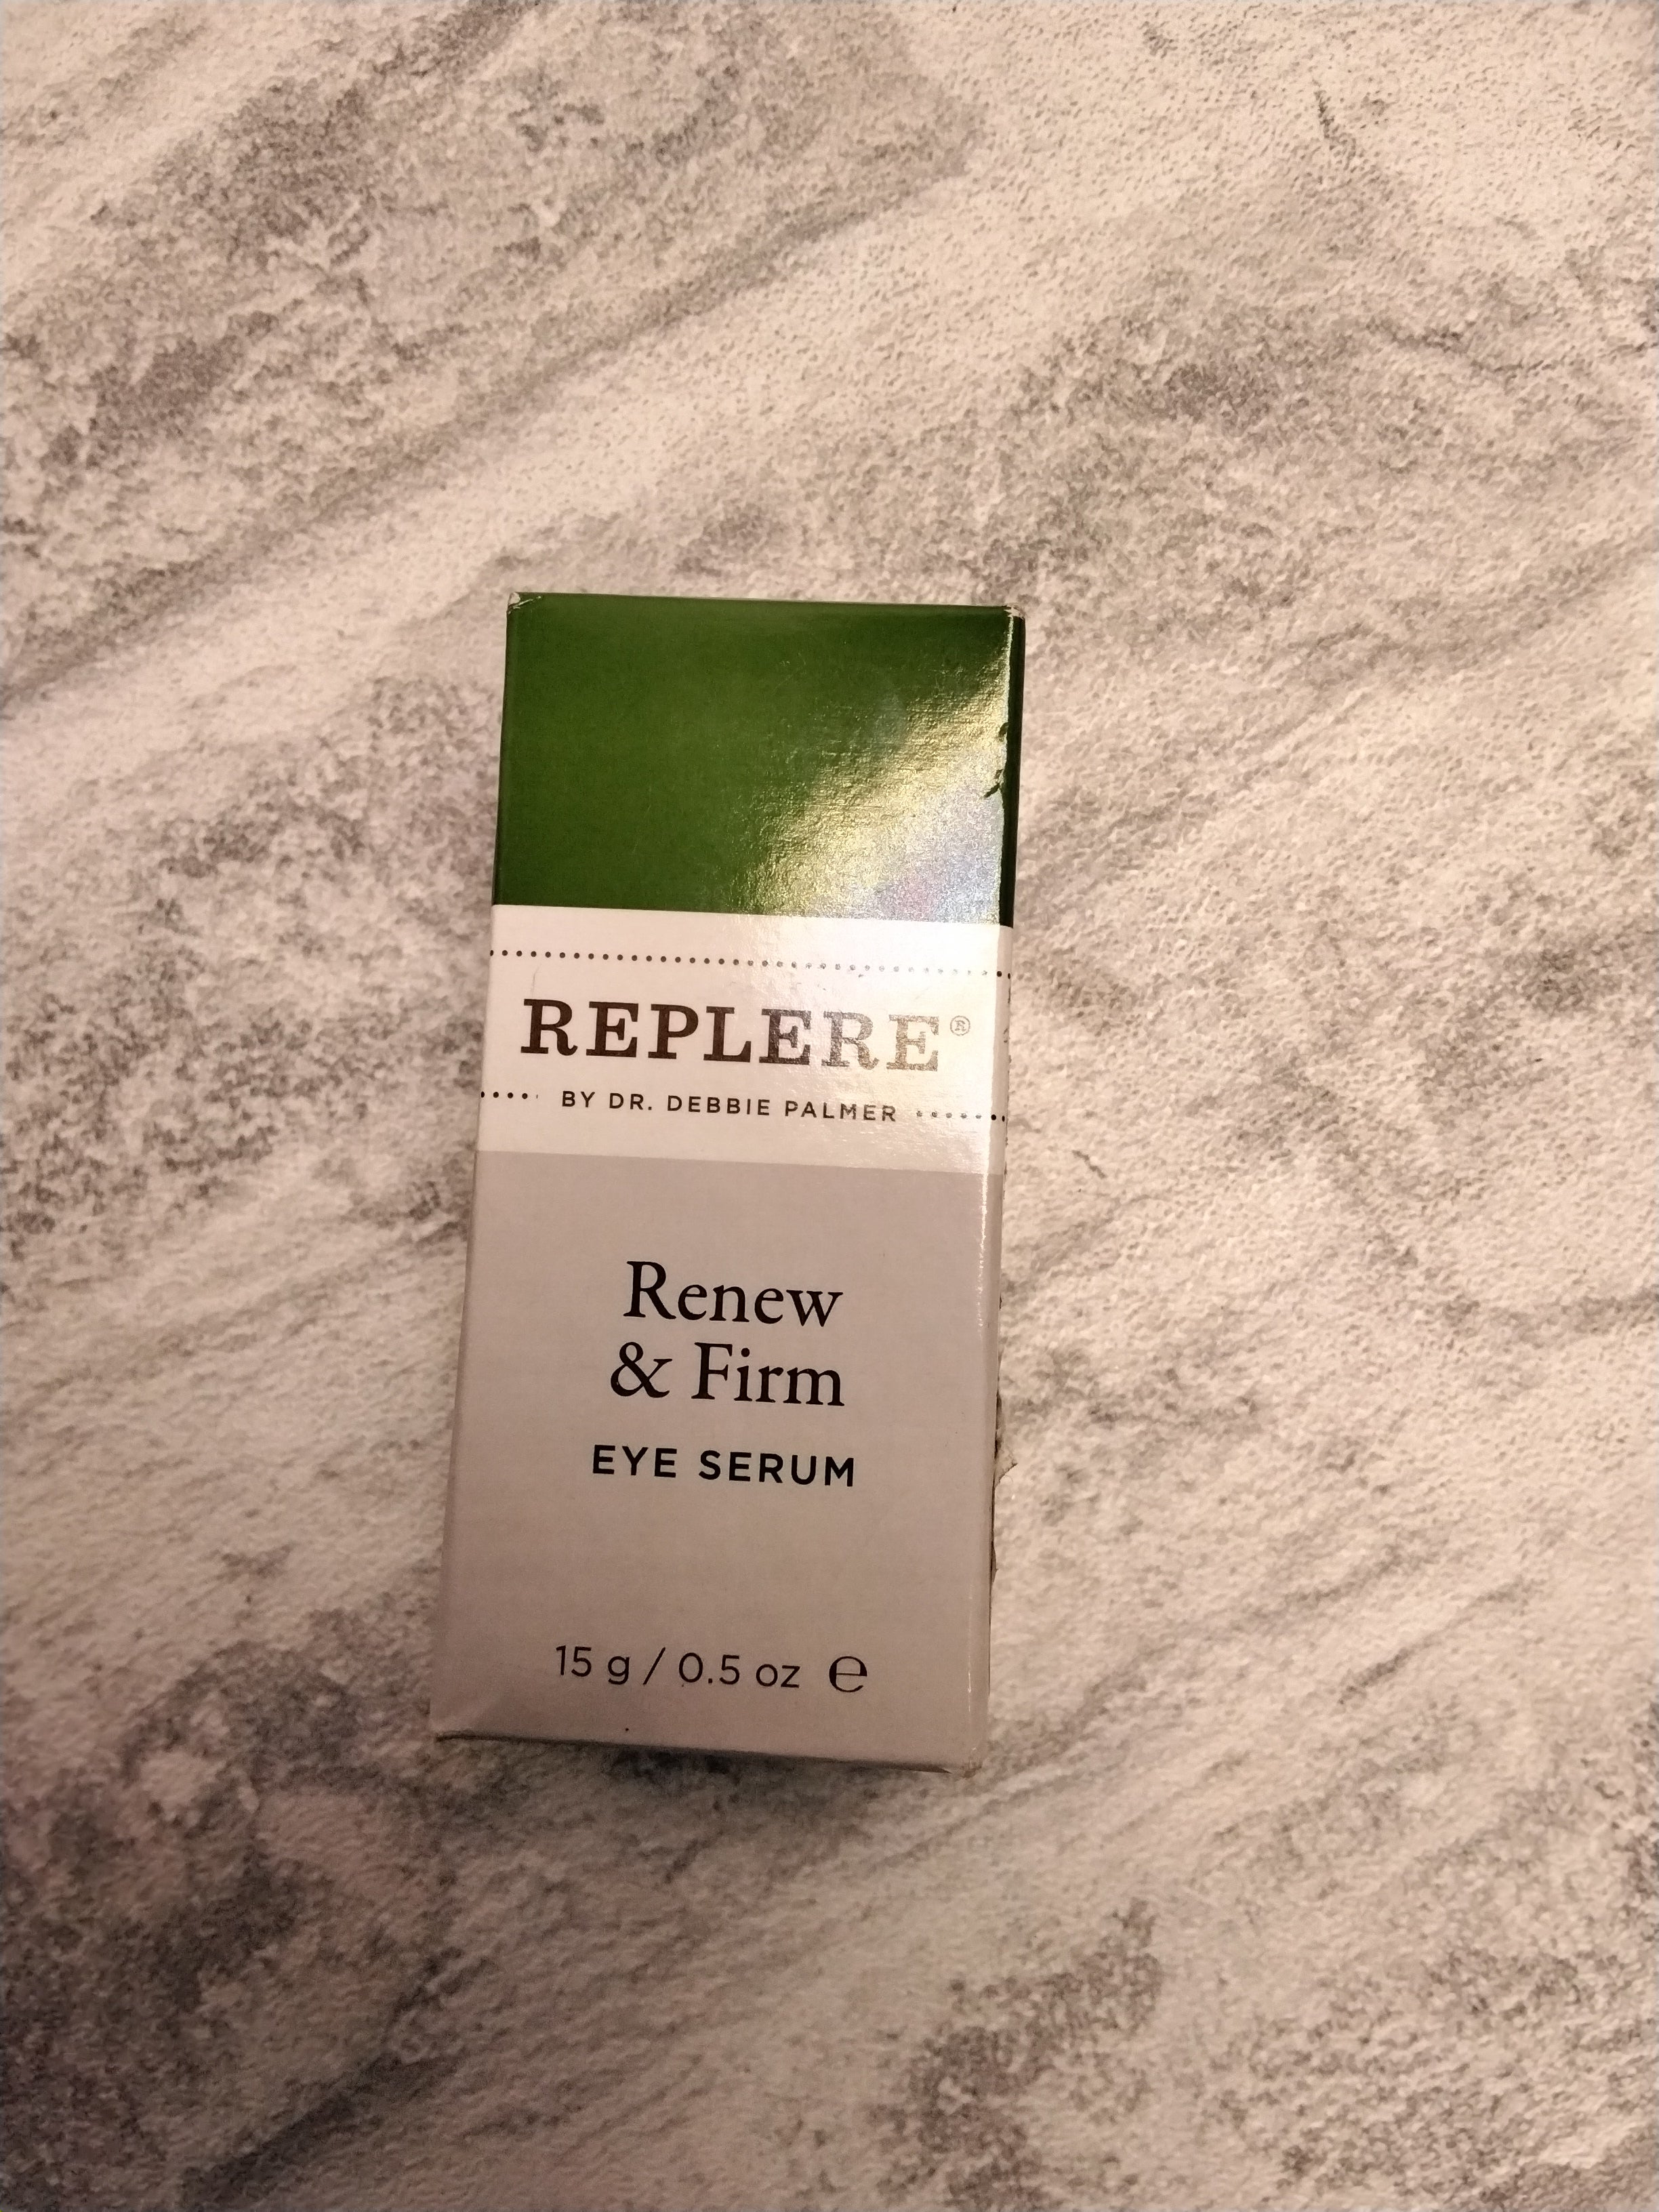 REPLERE®
BY DR. DEBBIE PALMER
Renew
& Firm
EYE SERUM
15 g / 0.5 oz ℮